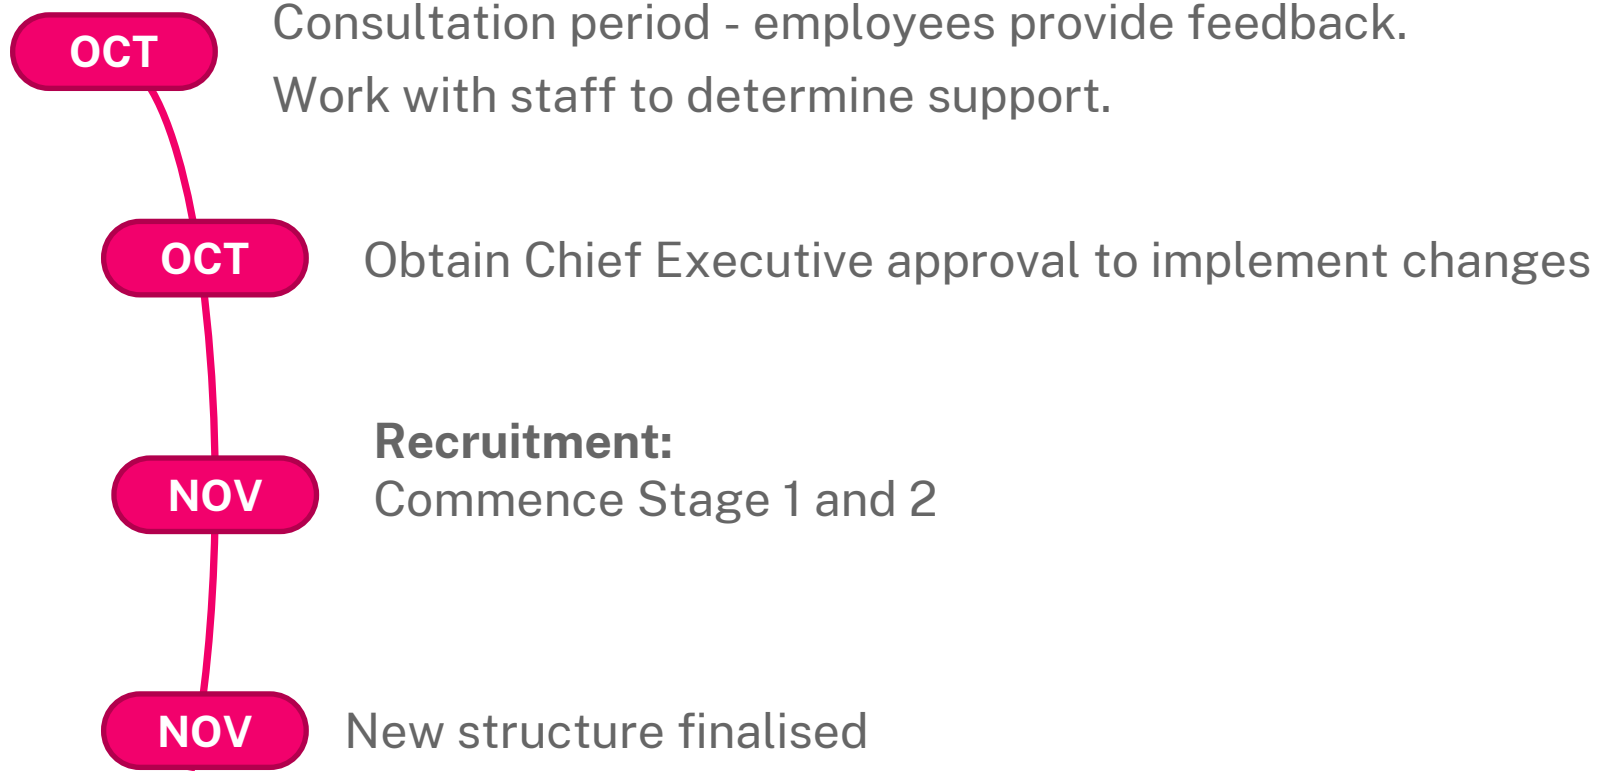 OCT
Consultation period - employees provide feedback.
Work with staff to determine support.
OCT
Obtain Chief Executive approval to implement changes
NOV
Recruitment:
Commence Stage 1 and 2
NOV
New structure finalised